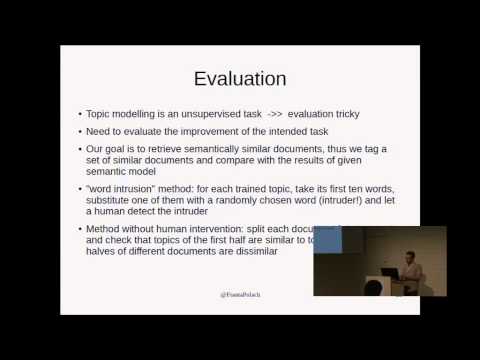 Evaluation
• Topic modelling is an unsupervised task ->> evaluation tricky
• Need to evaluate the improvement of the intended task
• Our goal is to retrieve semantically similar documents, thus we tag a
set of similar documents and compare with the results of given
semantic model
• "word intrusion" method: for each trained topic, take its first ten words,
substitute one of them with a randomly chosen word (intruder!) and let
a human detect the intruder
• Method without human intervention: split each document
and check that topics of the first half are similar to
halves of different documents are dissimilar